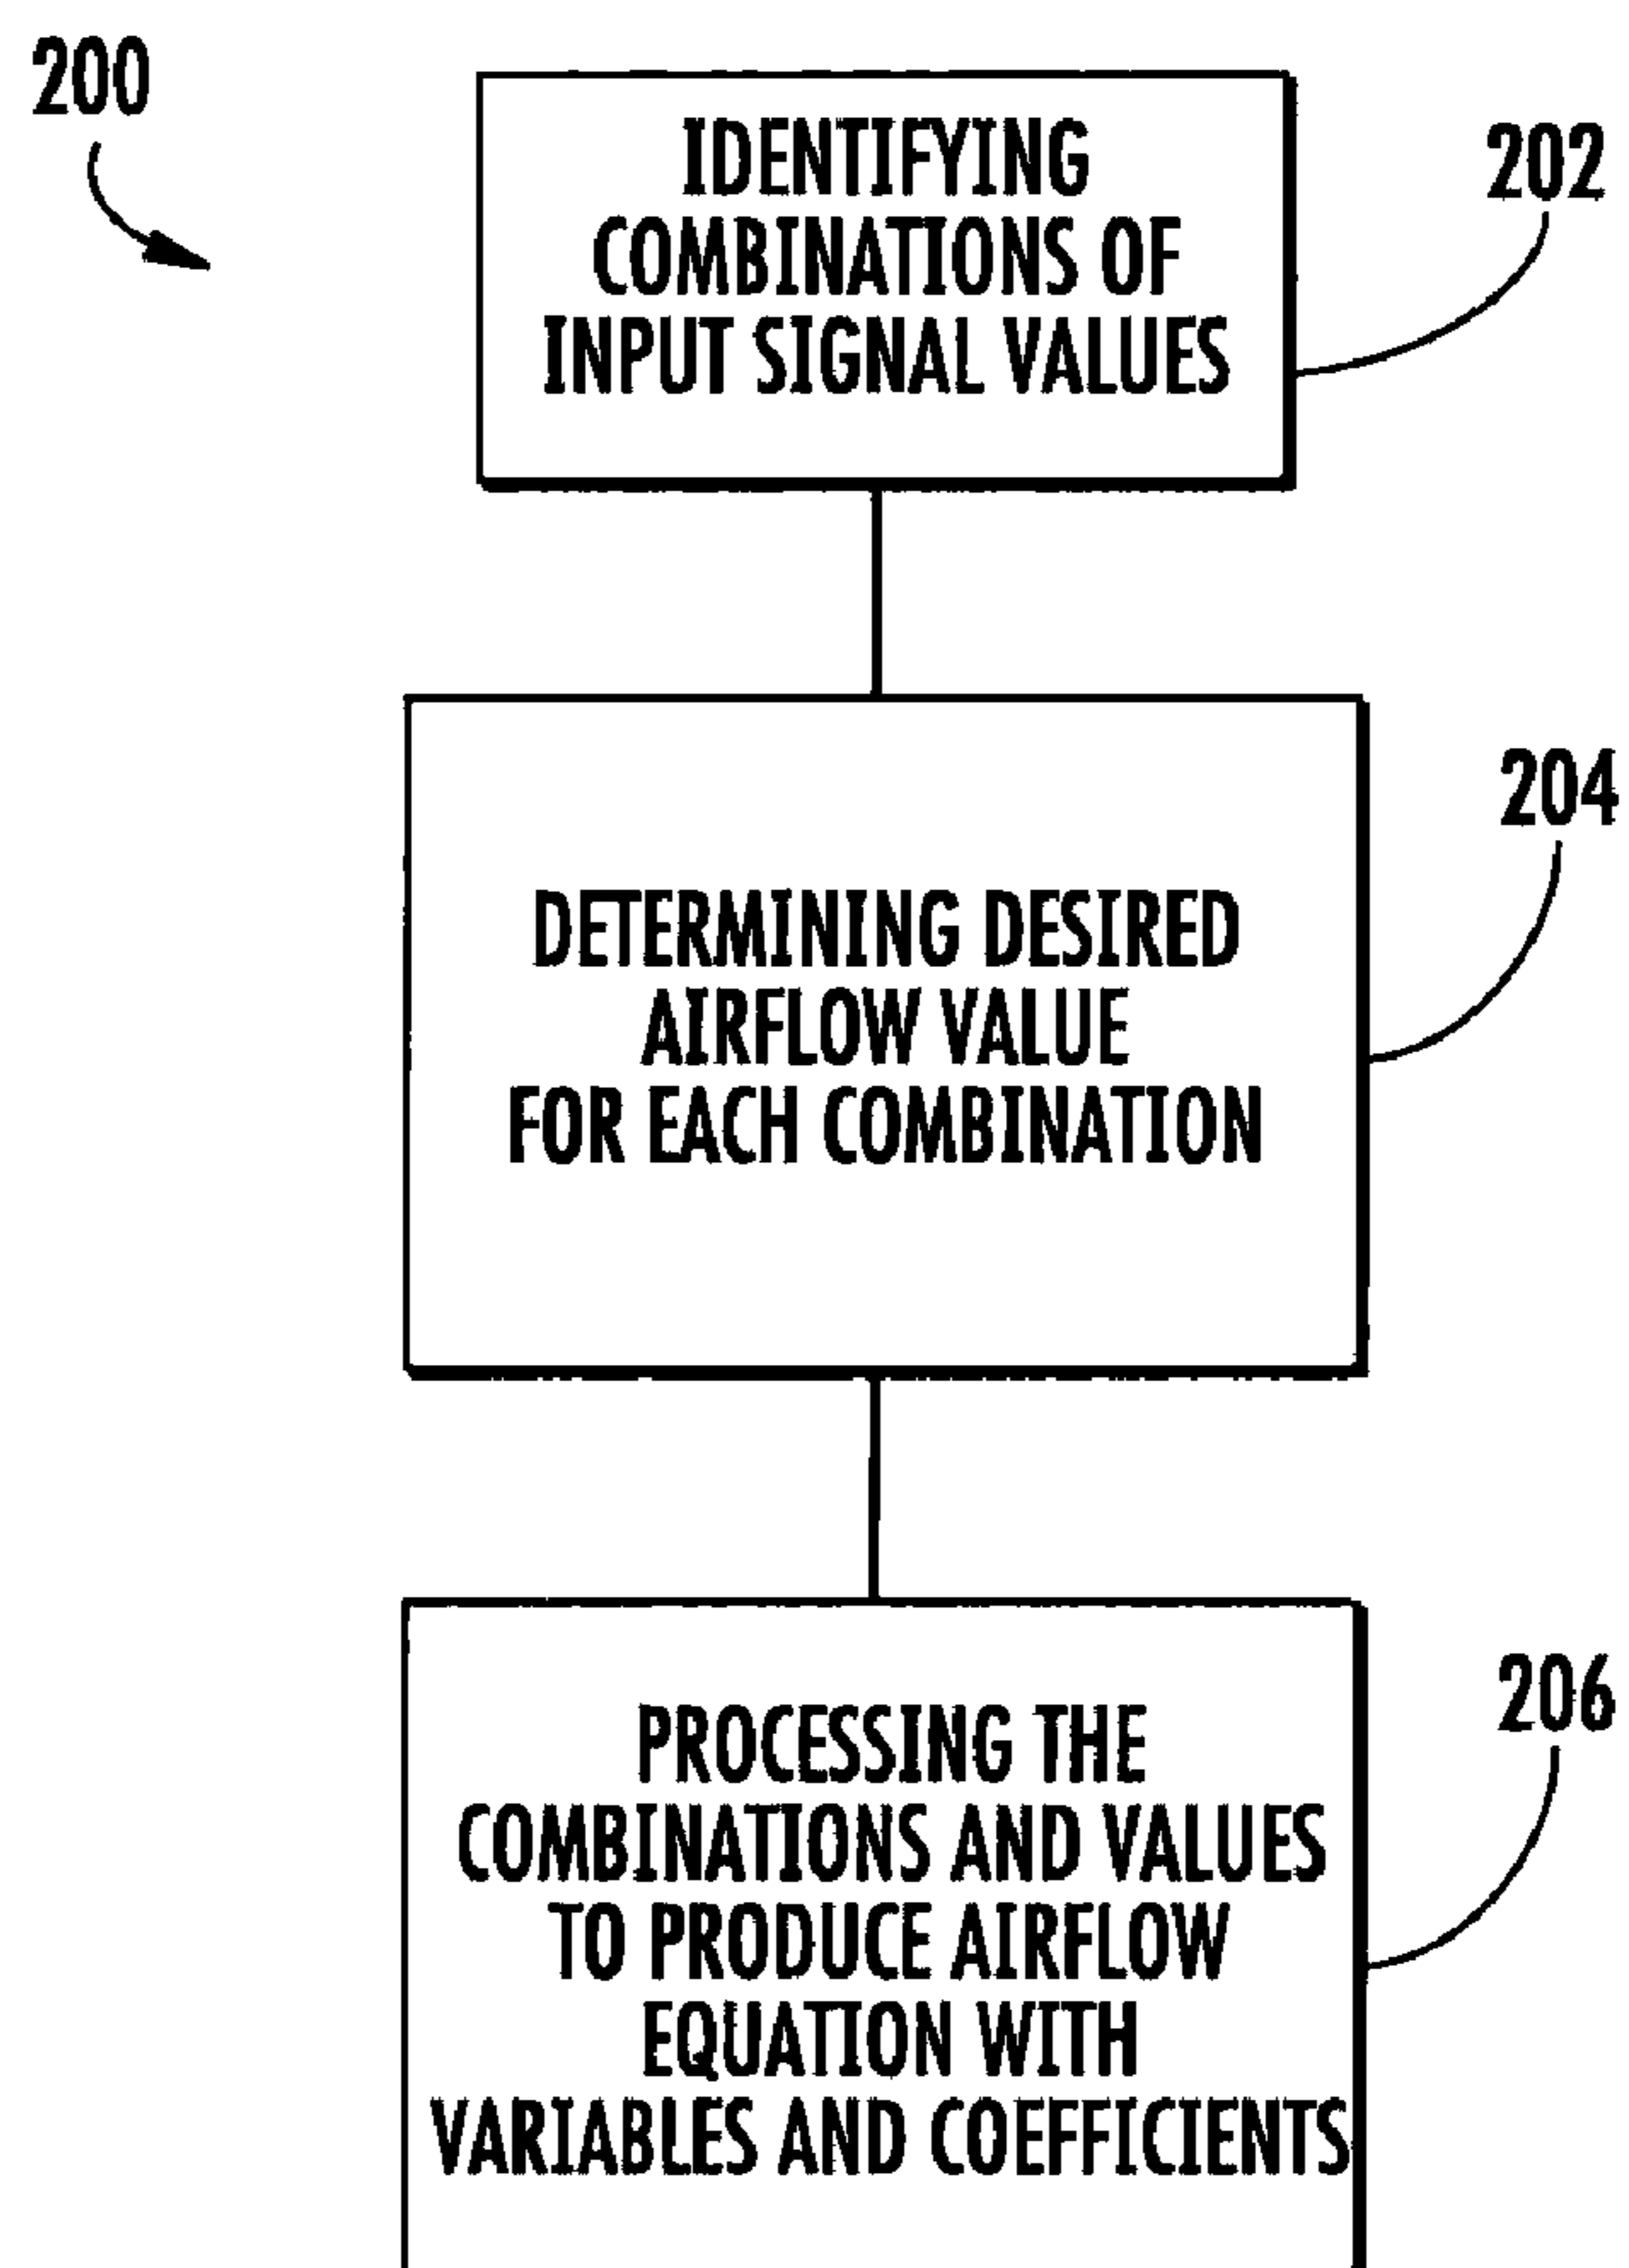 200
IDENTIFYING
COMBINATIONS OF
INPUT SIGNAL VALUES
202
DETERMINING DESIRED
AIRFLOW VALUE
FOR EACH COMBINATION
204
PROCESSING THE
COMBINATIONS AND VALUES
TO PRODUCE AIRFLOW
EQUATION WITH
VARIABLES AND COEFFICIENTS
206